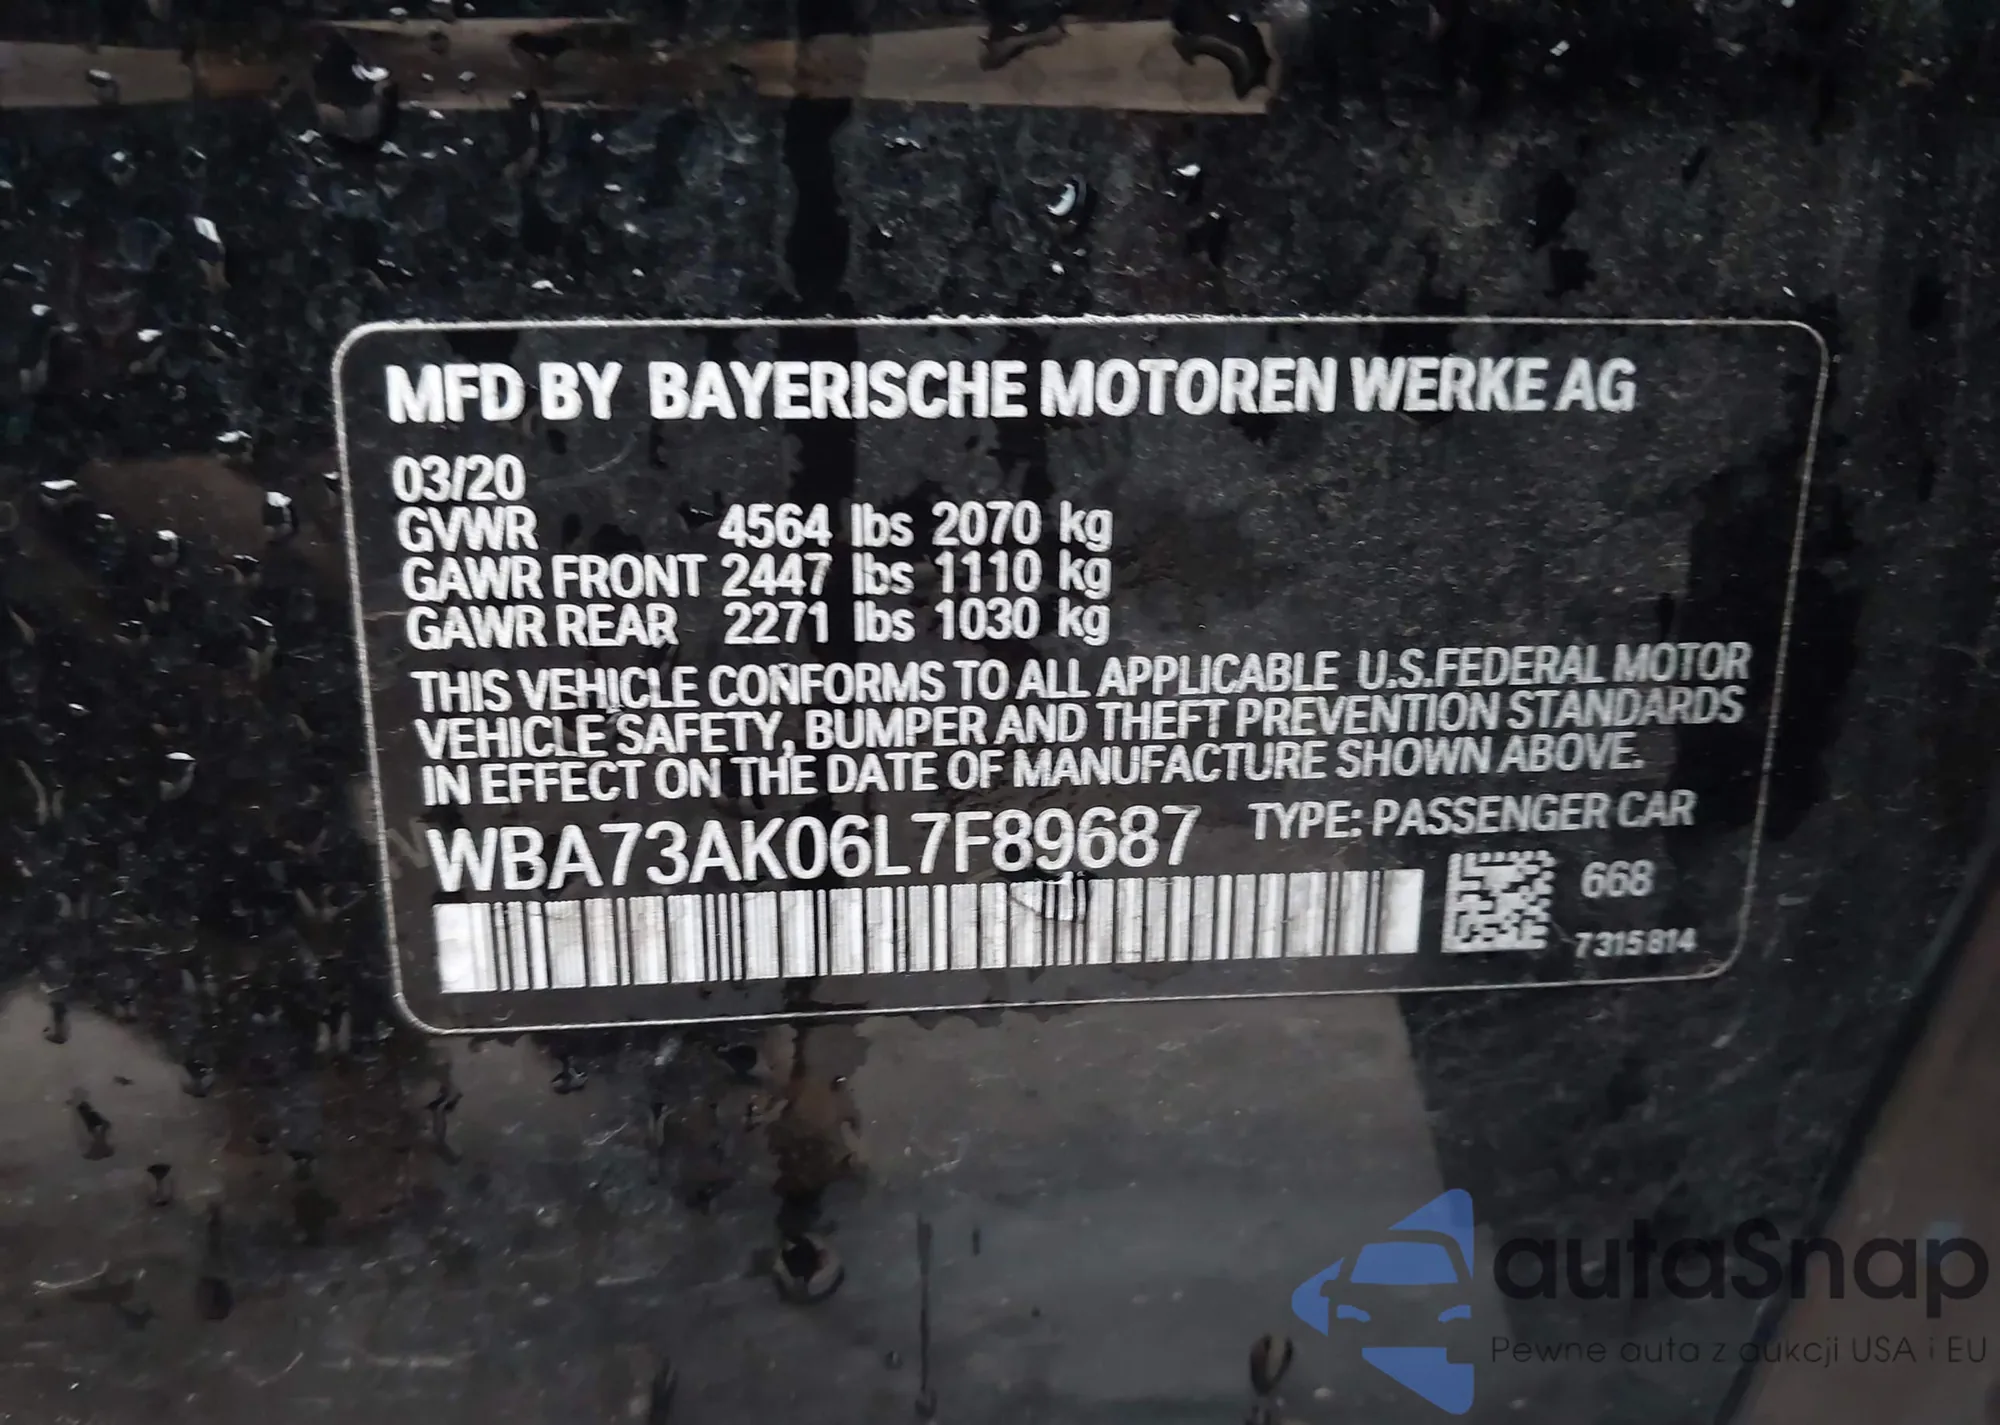 MFD BY BAYERISCHE MOTOREN WERKE AG
03/20
GVWR 4564 lbs 2070 kg
GAWR FRONT 2447 lbs 1110 kg
GAWR REAR 2271 lbs 1030 kg
THIS VEHICLE CONFORMS TO ALL APPLICABLE U.S.FEDERAL MOTOR
VEHICLE SAFETY, BUMPER AND THEFT PREVENTION STANDARDS
IN EFFECT ON THE DATE OF MANUFACTURE SHOWN ABOVE.
WBA73AK06L7F89687 TYPE: PASSENGER CAR
668
7315814
autaSnap
Pewne auta z aukcji USA i EU